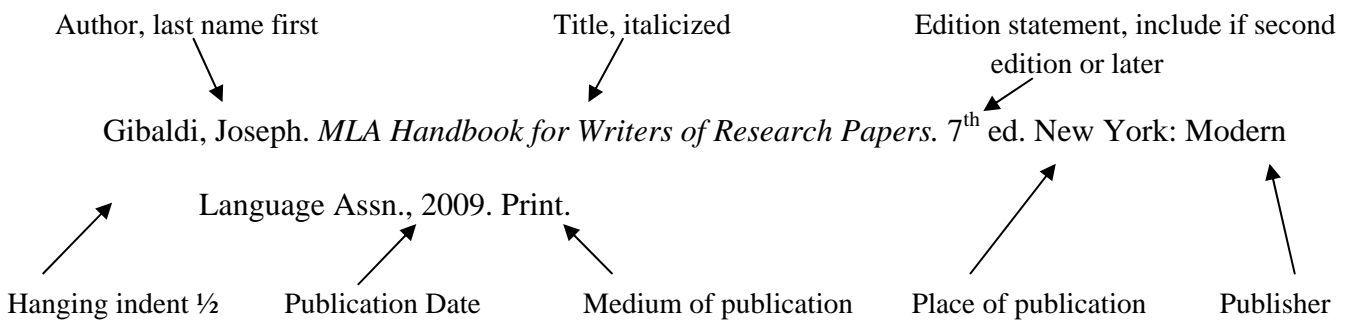 Author, last name first Title, italicized Edition statement, include if second
edition or later
Gibaldi, Joseph. MLA Handbook for Writers of Research Papers. 7th ed. New York: Modern
Language Assn., 2009. Print.
Hanging indent ½ Publication Date Medium of publication Place of publication Publisher